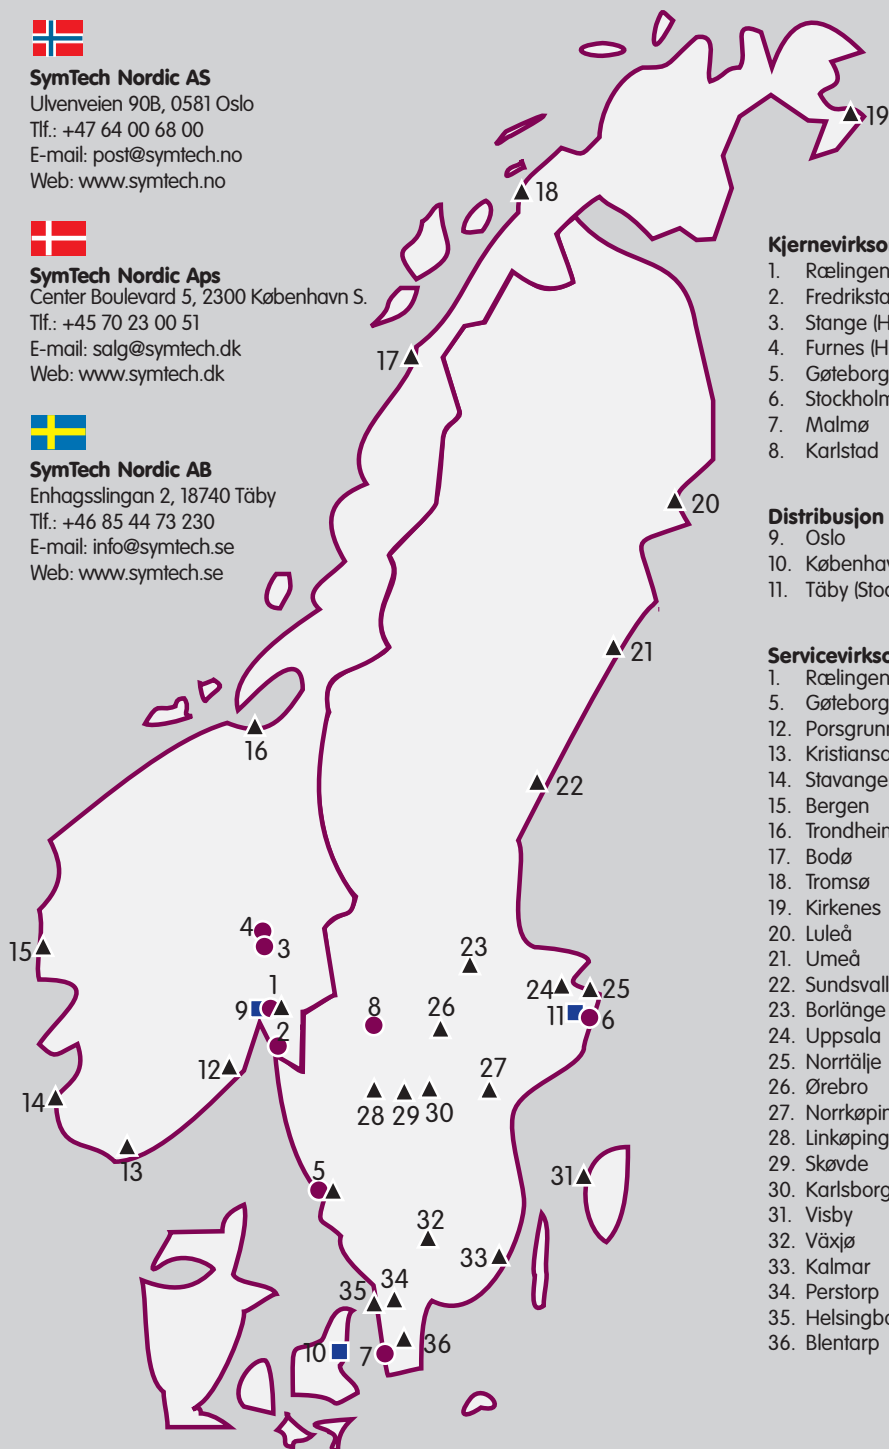 SymTech Nordic AS
Ulvenveien 90B, 0581 Oslo
Tlf.: +47 64 00 68 00
E-mail: post@symtech.no
Web: www.symtech.no
SymTech Nordic Aps
Center Boulevard 5, 2300 København S.
Tlf.: +45 70 23 00 51
E-mail: salg@symtech.dk
Web: www.symtech.dk
SymTech Nordic AB
Enhagsslingan 2, 18740 Täby
Tlf.: +46 85 44 73 230
E-mail: info@symtech.se
Web: www.symtech.se
19
18
17
20
21
16
22
4
3
15
23
24
25
1
9
8
26
11
6
2
12
27
14
28
29
30
13
5
31
32
33
35
34
10
7
36
Kjernevirkso
1. Rælingen
2. Fredriksta
3. Stange (H
4. Furnes (H
5. Gøteborg
6. Stockholm
7. Malmø
8. Karlstad
Distribusjon
9. Oslo
10. Københav
11. Täby (Stoc
Servicevirkso
1. Rælingen
5. Gøteborg
12. Porsgrunn
13. Kristiansa
14. Stavange
15. Bergen
16. Trondheim
17. Bodø
18. Tromsø
19. Kirkenes
20. Luleå
21. Umeå
22. Sundsvall
23. Borlänge
24. Uppsala
25. Norrtälje
26. Ørebro
27. Norrkøpin
28. Linkøping
29. Skøvde
30. Karlsborg
31. Visby
32. Växjø
33. Kalmar
34. Perstorp
35. Helsingbo
36. Blentarp